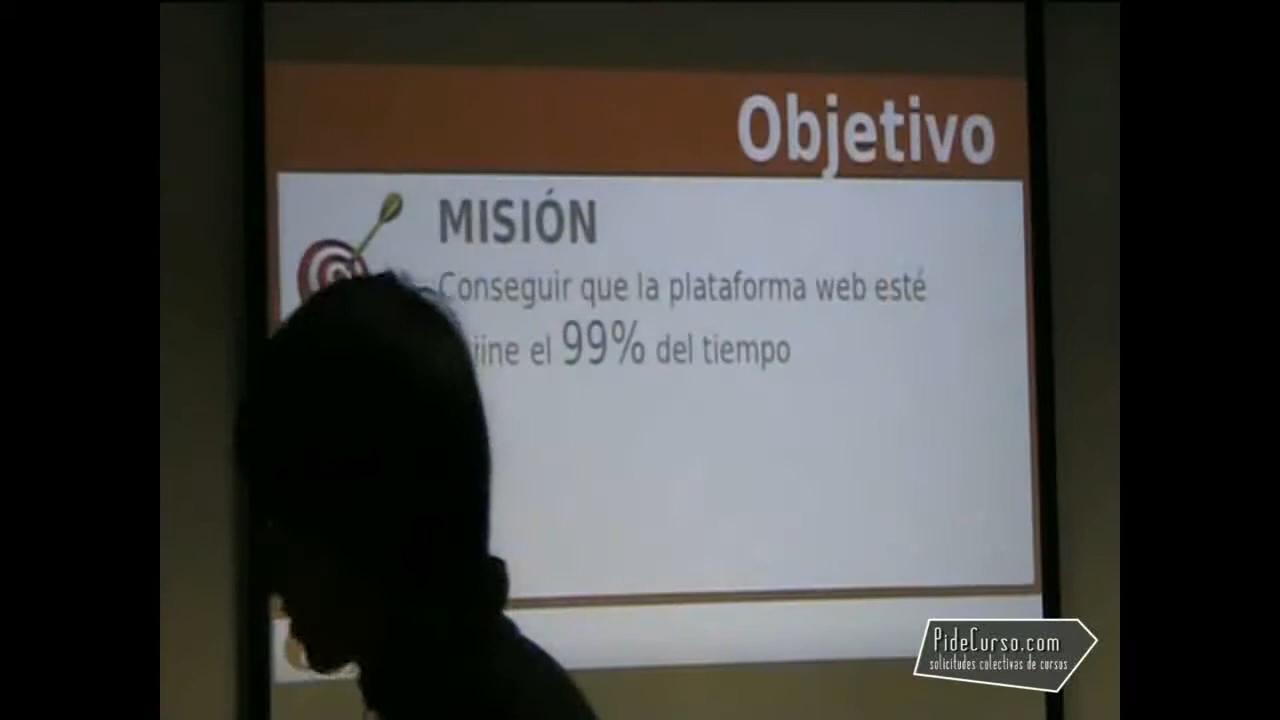 Objetivo
MISIÓN
Conseguir que la plataforma web esté
el 99% del tiempo
PideCurso.com
solicitudes colectivas de cursos